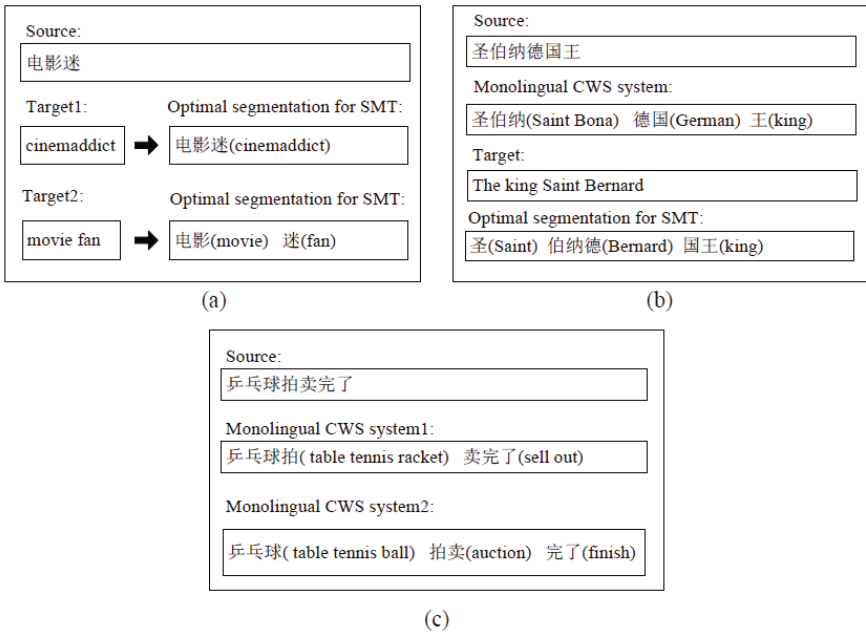 Source:
电影迷
Target1:
Optimal segmentation for SMT:
cinemaddict
电影迷(cinemaddict)
Target2:
Optimal segmentation for SMT:
movie fan
电影(movie) 迷(fan)
(a)
Source:
圣伯纳德国王
Monolingual CWS system:
圣伯纳(Saint Bona) 德国(German) 王(king)
Target:
The king Saint Bernard
Optimal segmentation for SMT:
圣(Saint) 伯纳德(Bernard) 国王(king)
(b)
Source:
乒乓球拍卖完了
Monolingual CWS system1:
乒乓球拍( table tennis racket) 卖完了(sell out)
Monolingual CWS system2:
乒乓球( table tennis ball) 拍卖(auction) 完了(finish)
(c)